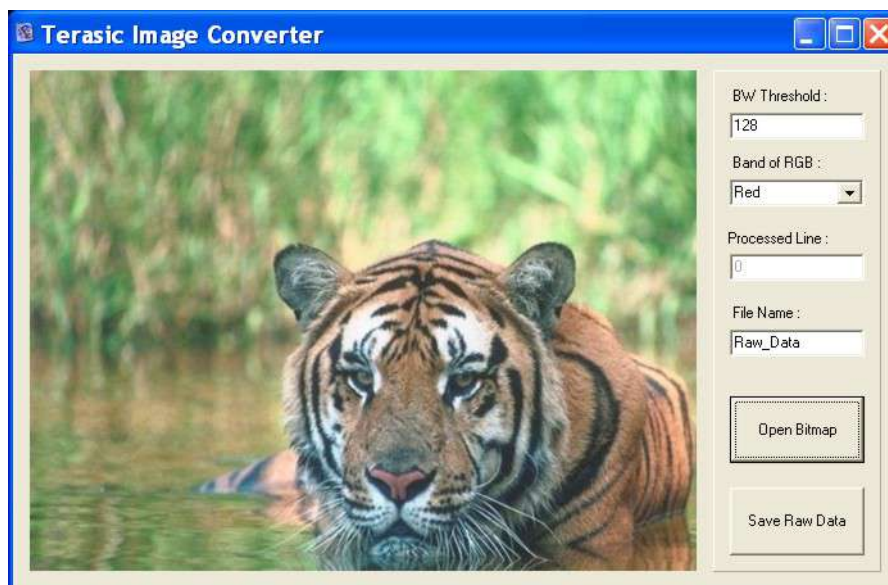 Terasic Image Converter
BW Threshold :
128
Band of RGB :
Red
Processed Line :
0
File Name :
Raw_Data
Open Bitmap
Save Raw Data